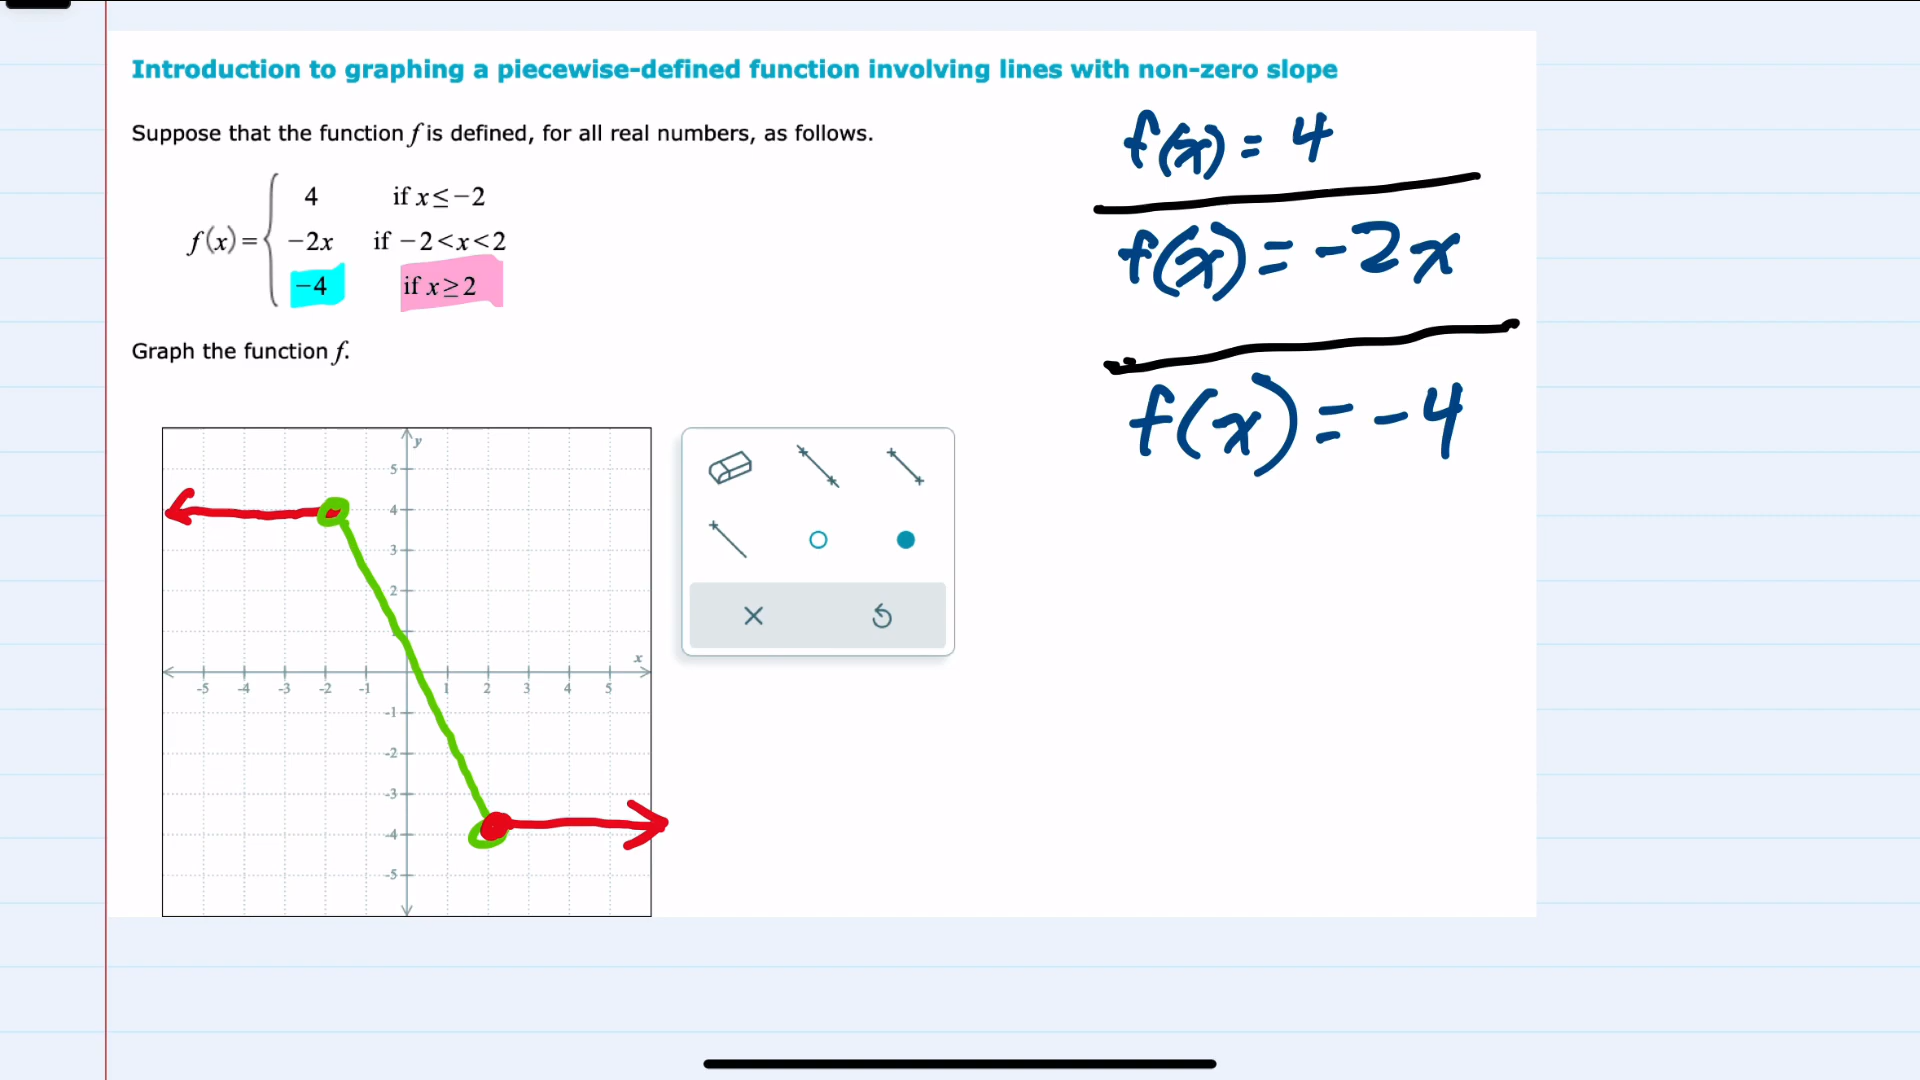 Introduction to graphing a piecewise-defined function involving lines with non-zero slope
Suppose that the function f is defined, for all real numbers, as follows.
f(x)=
4 if x≤−2
−2x if −2<x<2
−4 if x≥2
Graph the function f.
f(x) = 4
f(x) = -2x
f(x) = -4
y
5
4
3
2
x
-5 -4 -3 -2 -1 1 2 3 4 5
-1
-2
-3
-4
-5